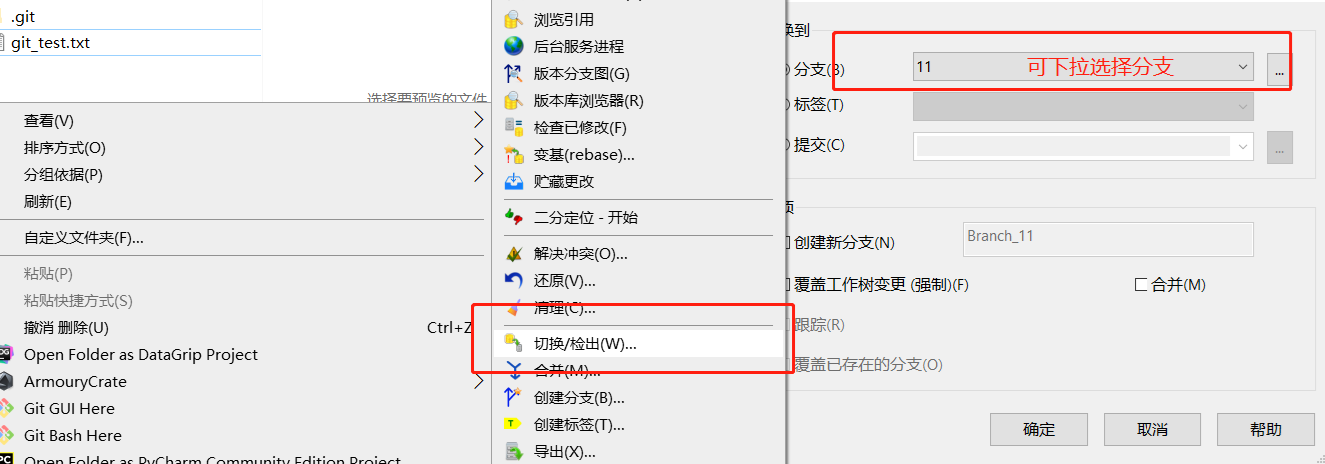 .git
git_test.txt
选择要预览的文件
查看(V)
排序方式(O)
分组依据(P)
刷新(E)
自定义文件夹(F)...
粘贴(P)
粘贴快捷方式(S)
撤消 删除(U) Ctrl+Z
Open Folder as DataGrip Project
ArmouryCrate
Git GUI Here
Git Bash Here
Open Folder as PyCharm Community Edition Project
浏览引用
后台服务进程
版本分支图(G)
版本库浏览器(R)
检查已修改(F)
变基(rebase)...
贮藏更改
二分定位 - 开始
解决冲突(O)...
还原(V)...
清理(C)...
切换/检出(W)...
合并(M)...
创建分支(B)...
创建标签(T)...
导出(X)...
换到
分支(B) 11 可下拉选择分支 ...
标签(T)
提交(C) ...
项
创建新分支(N) Branch_11
覆盖工作树变更 (强制)(F) 合并(M)
跟踪(R)
覆盖已存在的分支(O)
确定 取消 帮助